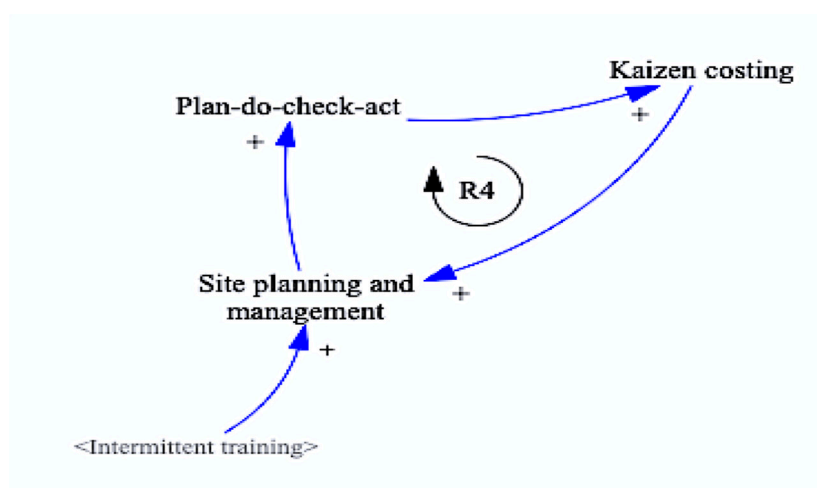 Kaizen costing
Plan-do-check-act
+
+
R4
Site planning and
management
+
+
<Intermittent training>